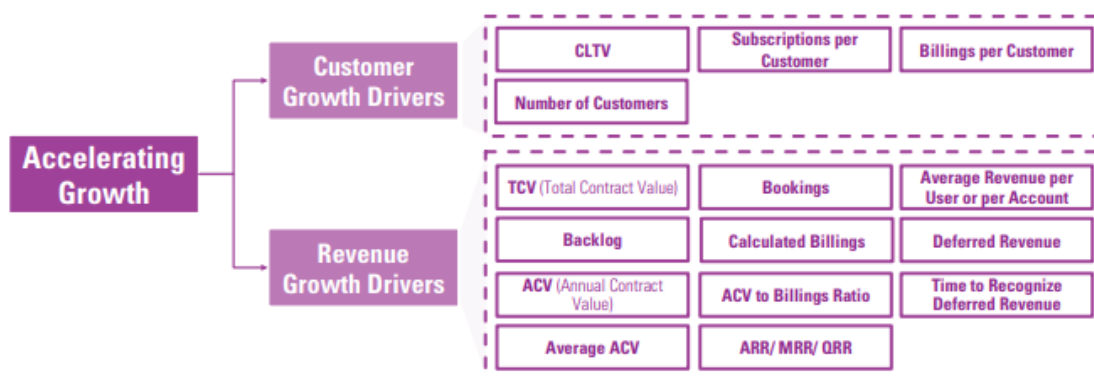 Accelerating
Growth
Customer
Growth Drivers
CLTV
Subscriptions per
Customer
Billings per Customer
Number of Customers
Revenue
Growth Drivers
TCV (Total Contract Value)
Bookings
Average Revenue per
User or per Account
Backlog
Calculated Billings
Deferred Revenue
ACV (Annual Contract
Value)
ACV to Billings Ratio
Time to Recognize
Deferred Revenue
Average ACV
ARR/ MRR/ QRR